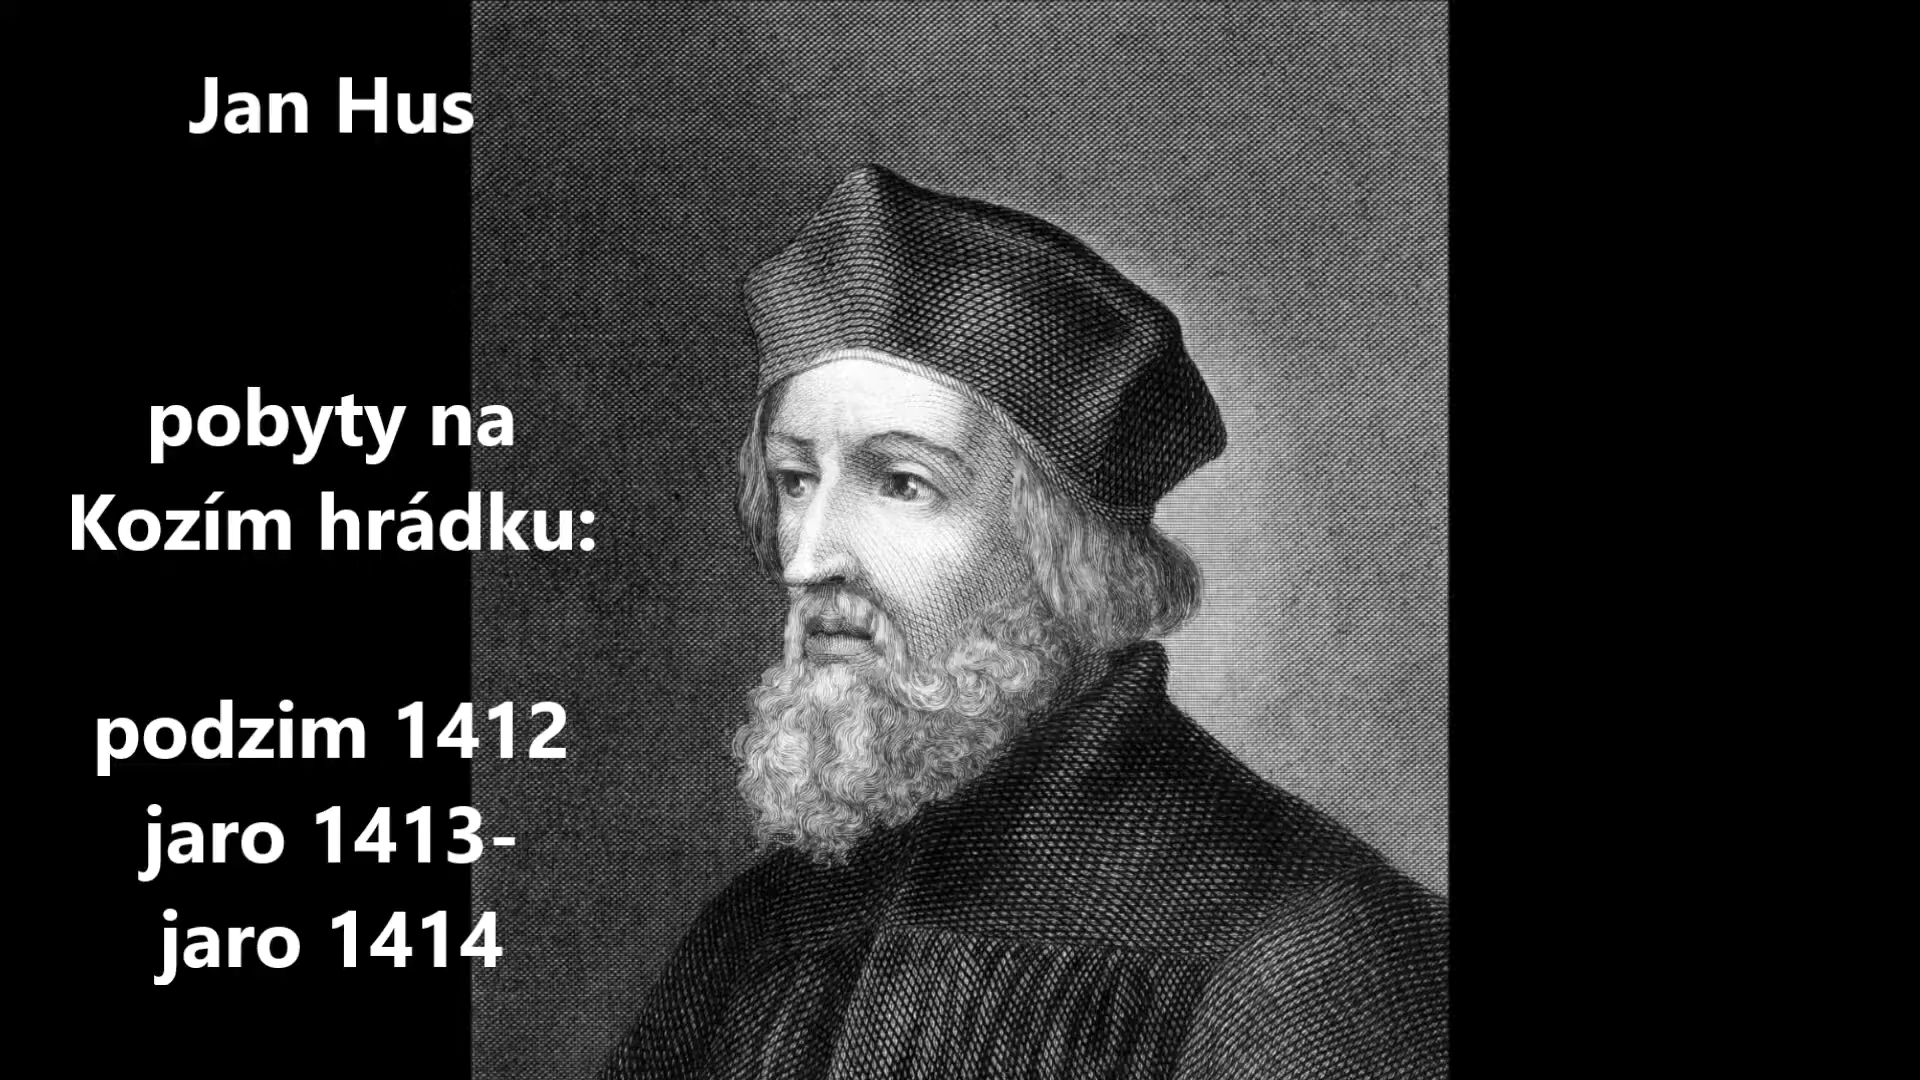 Jan Hus
pobyty na
Kozím hrádku:
podzim 1412
jaro 1413-
jaro 1414